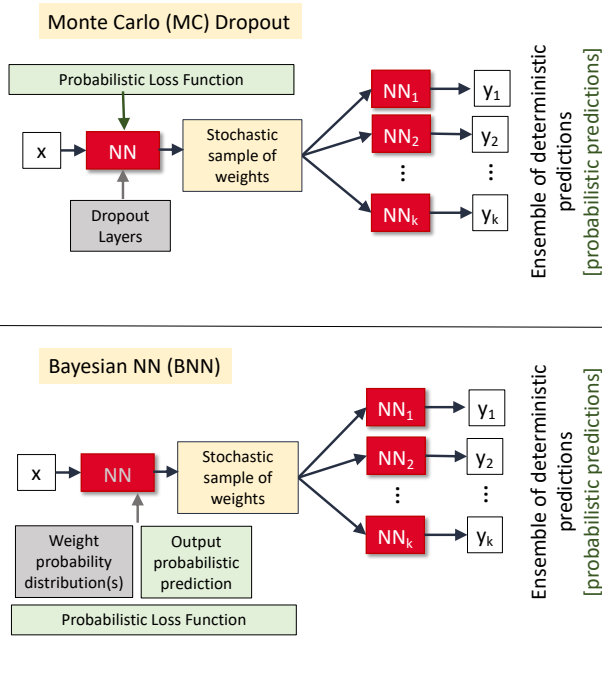 Monte Carlo (MC) Dropout
Probabilistic Loss Function
x
NN
Stochastic
sample of
weights
Dropout
Layers
NN1
y1
NN2
y2
⋮
⋮
NNk
yk
Ensemble of deterministic
predictions
[probabilistic predictions]
Bayesian NN (BNN)
x
NN
Stochastic
sample of
weights
Weight
probability
distribution(s)
Output
probabilistic
prediction
Probabilistic Loss Function
NN1
y1
NN2
y2
⋮
⋮
NNk
yk
Ensemble of deterministic
predictions
[probabilistic predictions]